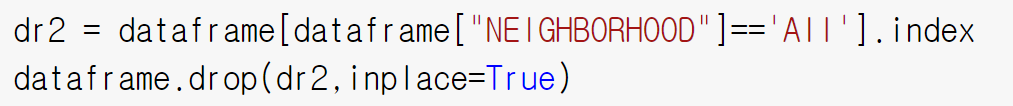 dr2 = dataframe[dataframe["NEIGHBORHOOD"]=='All'].index
dataframe.drop(dr2,inplace=True)